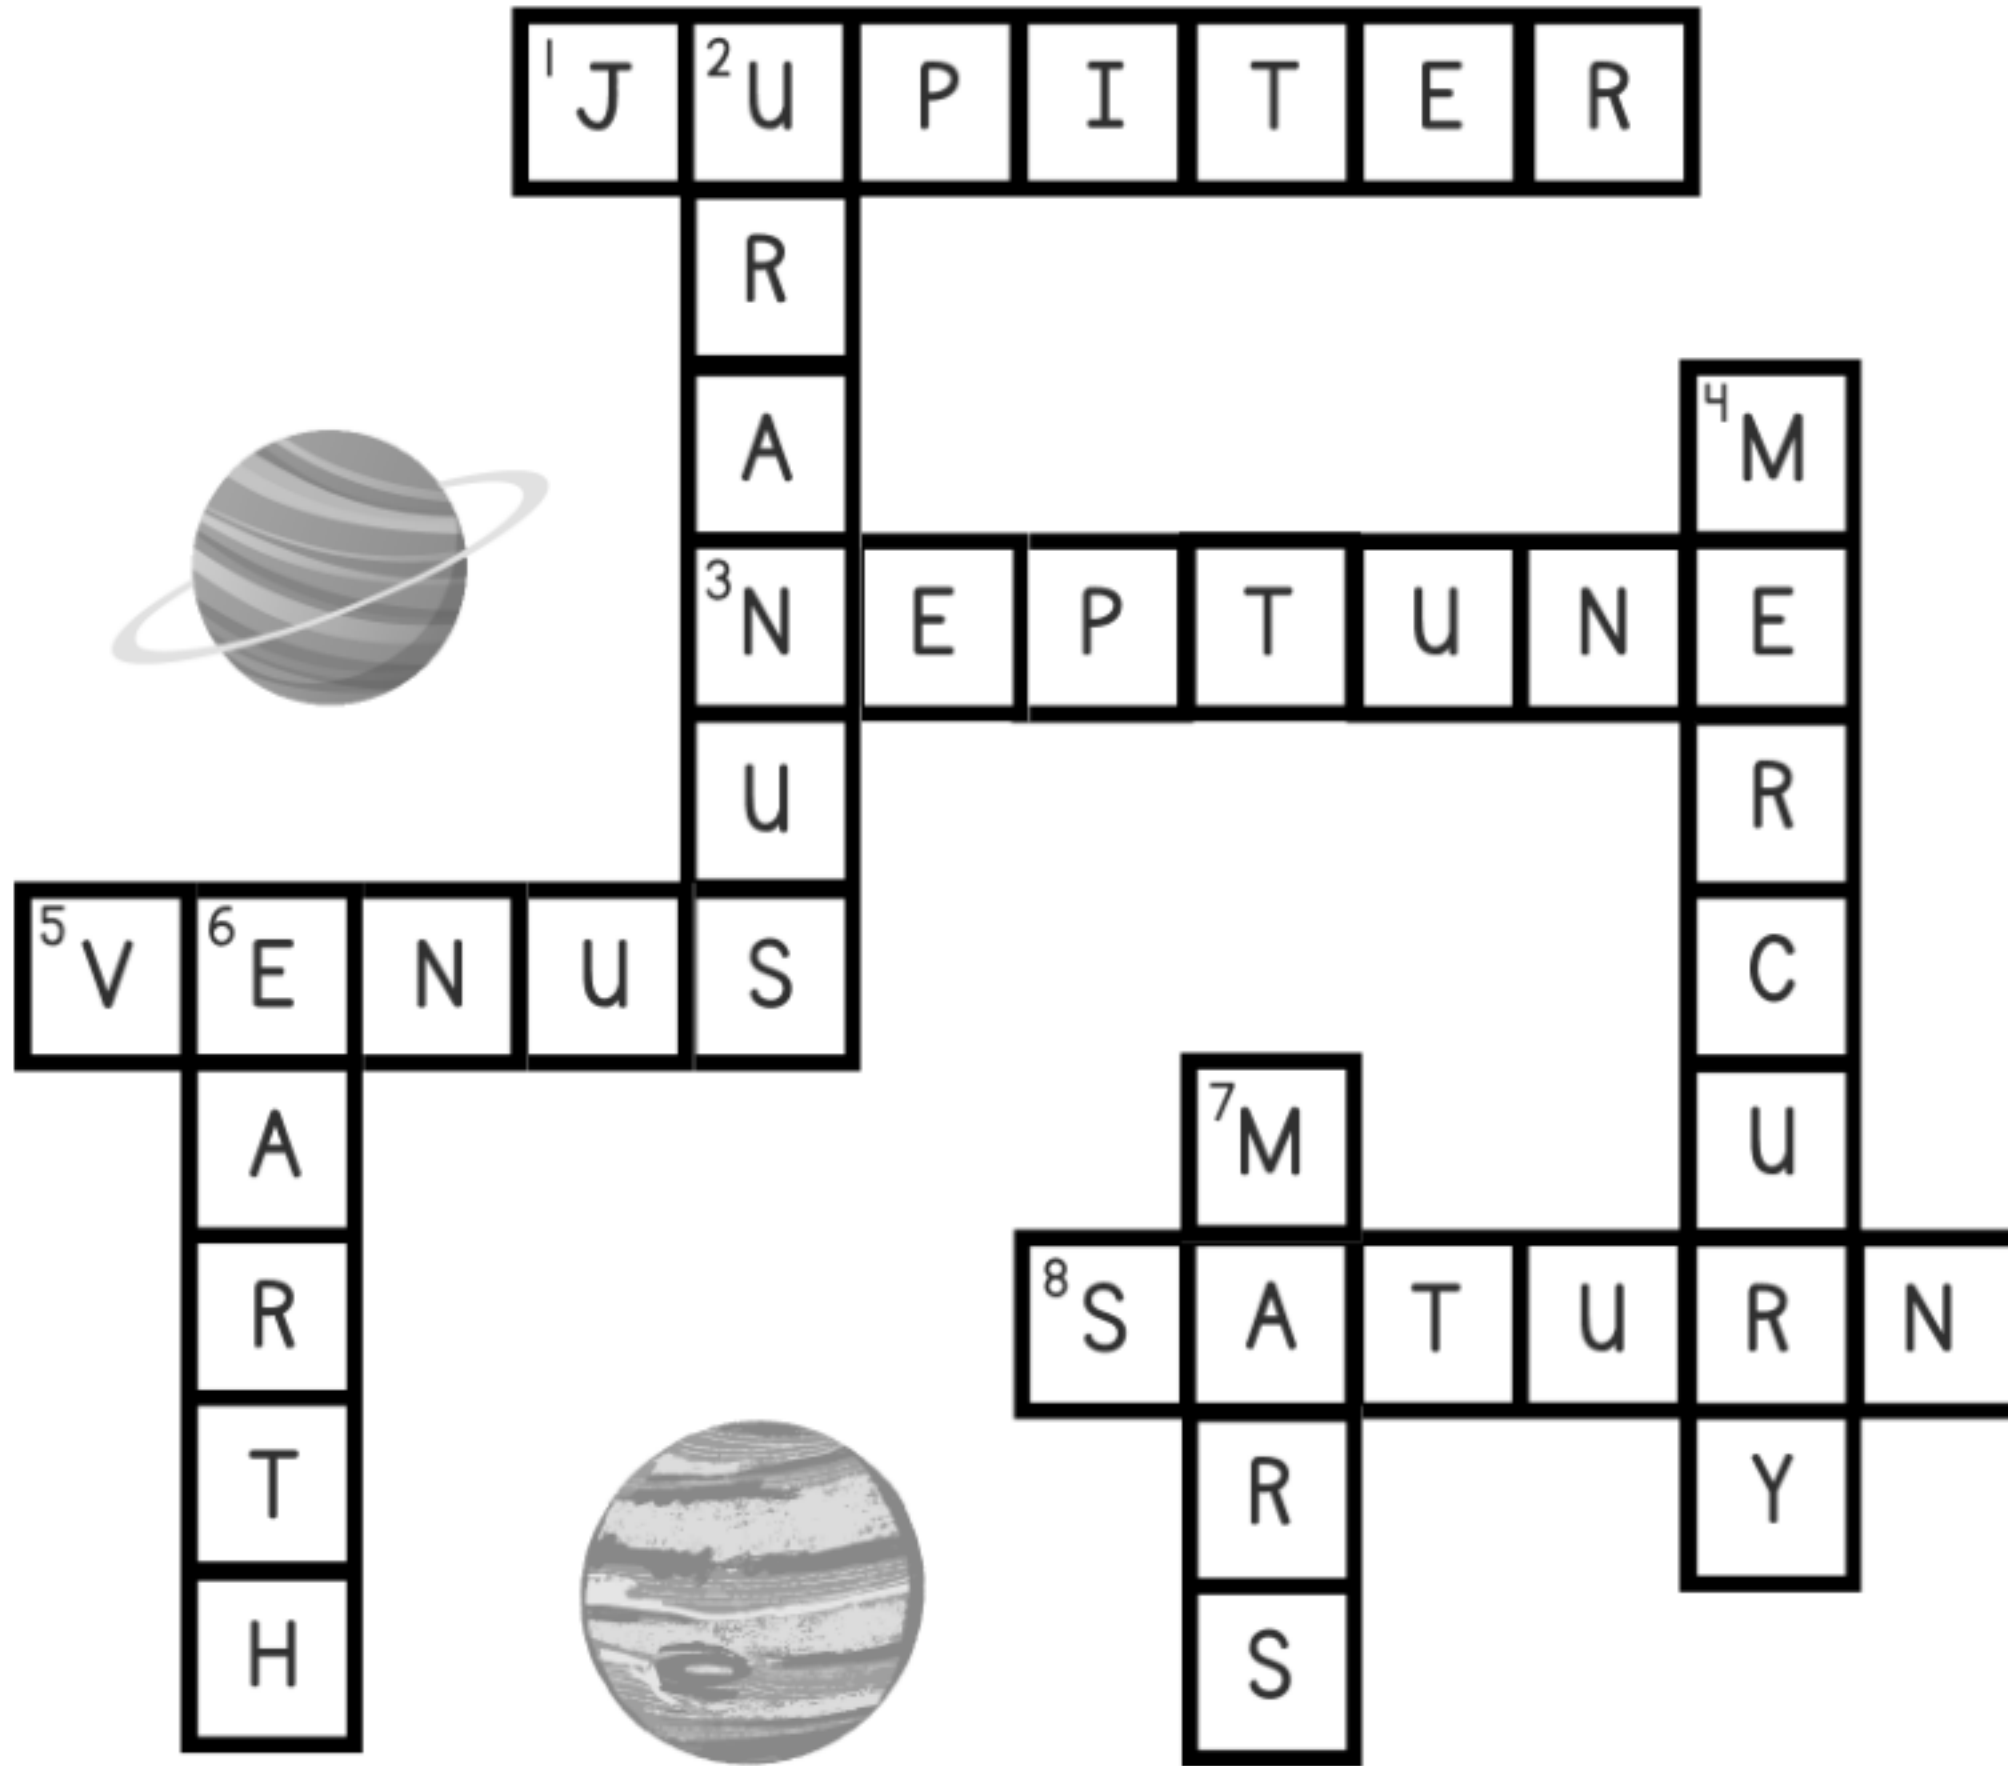 1 J 2 U P I T E R
R
A 4 M
3 N E P T U N E
U R
5 V 6 E N U S C
A 7 M U
R 8 S A T U R N
T R Y
H S